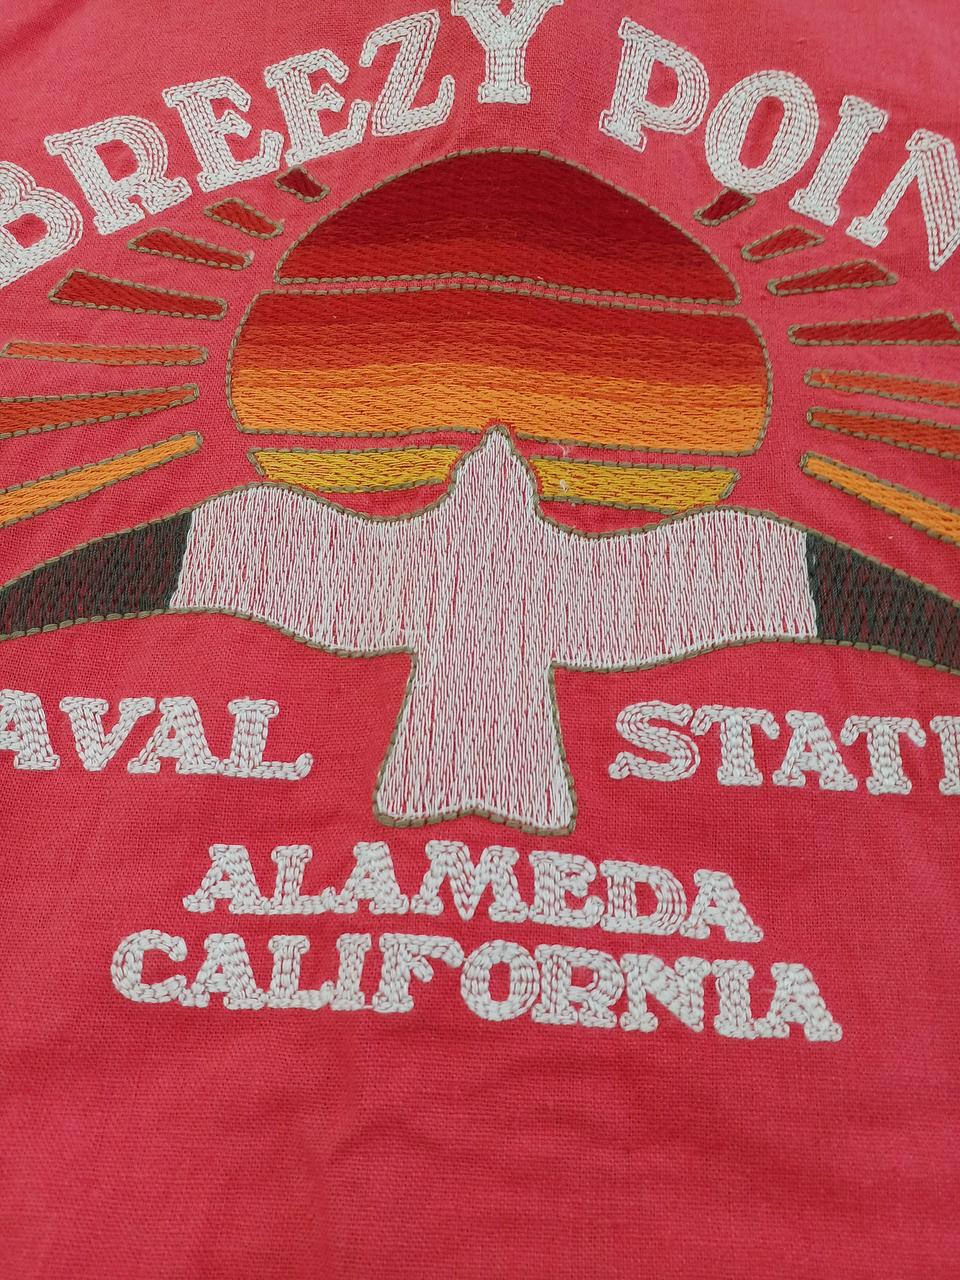 BREEZY POIN
AVAL STATI
ALAMEDA
CALIFORNIA